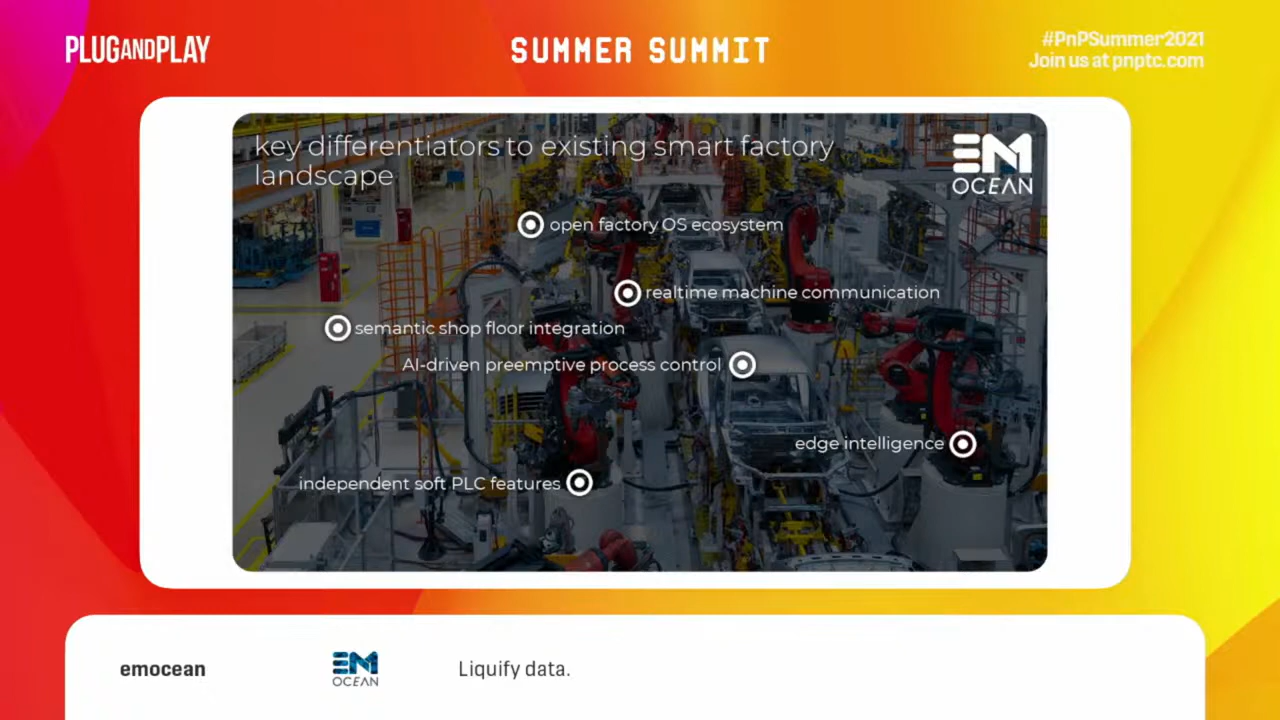 PLUGANDPLAY
SUMMER SUMMIT
#PnPSummer2021
Join us at pnptc.com
key differentiators to existing smart factory
landscape
EM
OCEAN
open factory OS ecosystem
realtime machine communication
semantic shop floor integration
AI-driven preemptive process control
edge intelligence
independent soft PLC features
emocean
EM
OCEAN
Liquify data.